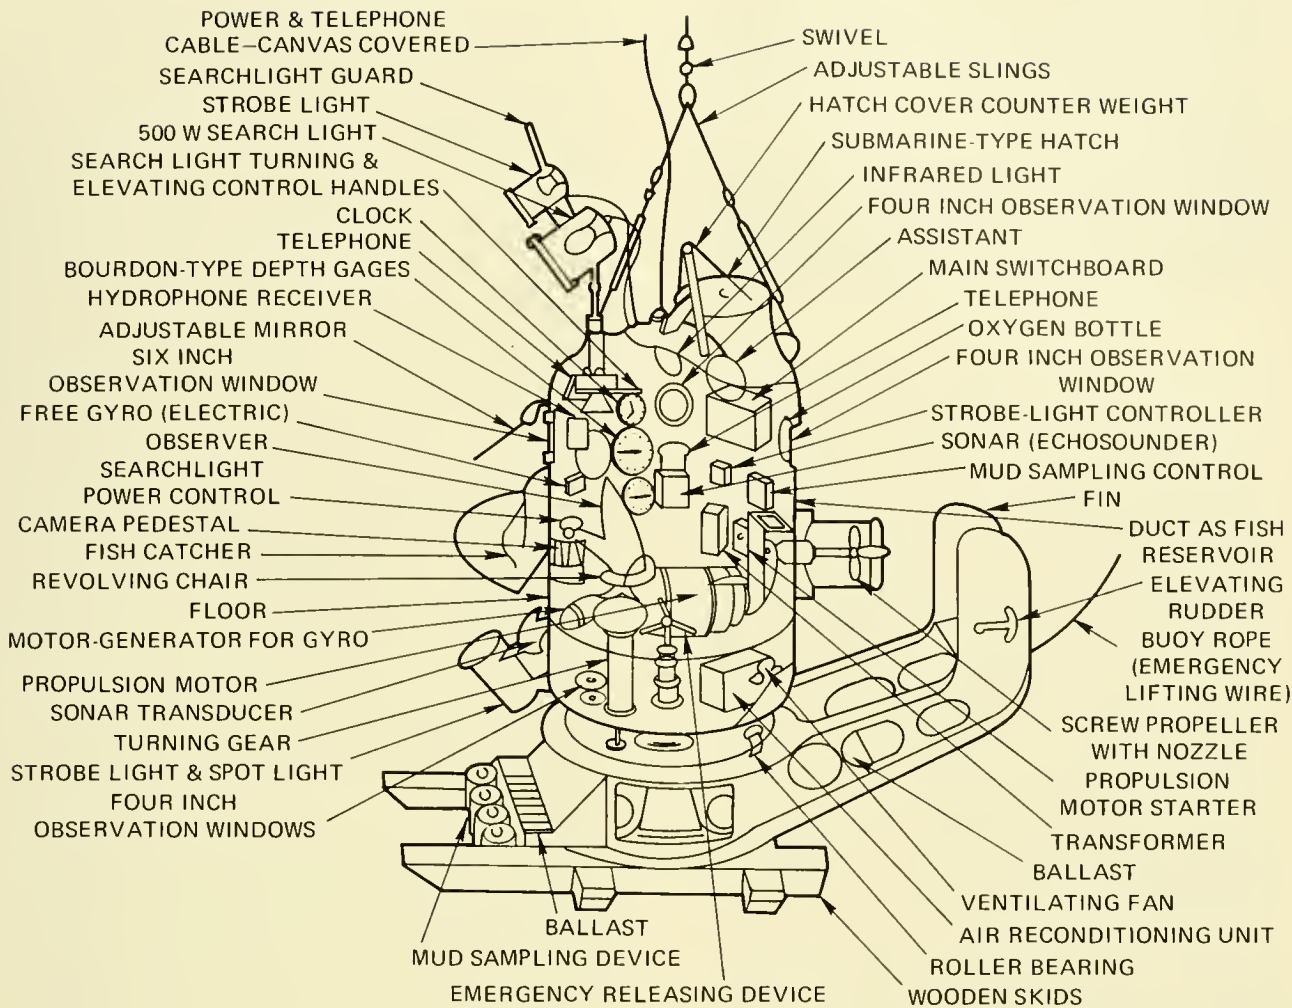 POWER & TELEPHONE
CABLE–CANVAS COVERED
SEARCHLIGHT GUARD
STROBE LIGHT
500 W SEARCH LIGHT
SEARCH LIGHT TURNING &
ELEVATING CONTROL HANDLES
CLOCK
TELEPHONE
BOURDON-TYPE DEPTH GAGES
HYDROPHONE RECEIVER
ADJUSTABLE MIRROR
SIX INCH
OBSERVATION WINDOW
FREE GYRO (ELECTRIC)
OBSERVER
SEARCHLIGHT
POWER CONTROL
CAMERA PEDESTAL
FISH CATCHER
REVOLVING CHAIR
FLOOR
MOTOR-GENERATOR FOR GYRO
PROPULSION MOTOR
SONAR TRANSDUCER
TURNING GEAR
STROBE LIGHT & SPOT LIGHT
FOUR INCH
OBSERVATION WINDOWS
SWIVEL
ADJUSTABLE SLINGS
HATCH COVER COUNTER WEIGHT
SUBMARINE-TYPE HATCH
INFRARED LIGHT
FOUR INCH OBSERVATION WINDOW
ASSISTANT
MAIN SWITCHBOARD
TELEPHONE
OXYGEN BOTTLE
FOUR INCH OBSERVATION
WINDOW
STROBE-LIGHT CONTROLLER
SONAR (ECHOSOUNDER)
MUD SAMPLING CONTROL
FIN
DUCT AS FISH
RESERVOIR
ELEVATING
RUDDER
BUOY ROPE
(EMERGENCY
LIFTING WIRE)
SCREW PROPELLER
WITH NOZZLE
PROPULSION
MOTOR STARTER
TRANSFORMER
BALLAST
VENTILATING FAN
AIR RECONDITIONING UNIT
ROLLER BEARING
WOODEN SKIDS
BALLAST
MUD SAMPLING DEVICE
EMERGENCY RELEASING DEVICE